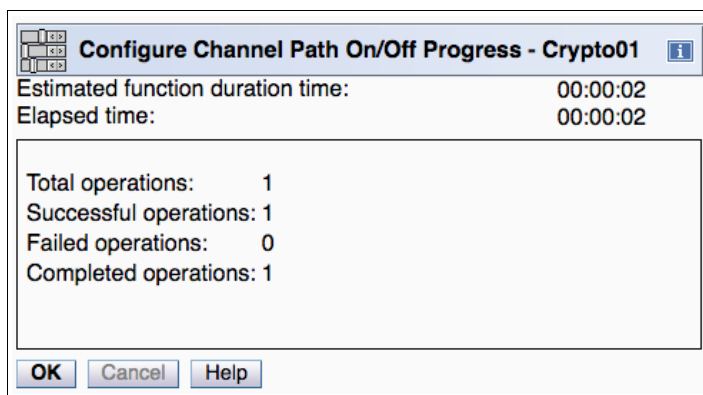 Configure Channel Path On/Off Progress - Crypto01 i
Estimated function duration time: 00:00:02
Elapsed time: 00:00:02
Total operations: 1
Successful operations: 1
Failed operations: 0
Completed operations: 1
OK Cancel Help